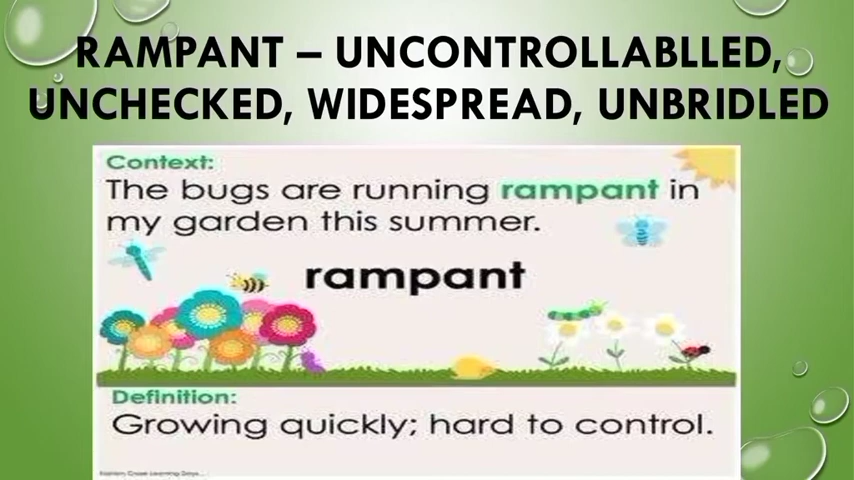 RAMPANT – UNCONTROLLABLLED,
UNCHECKED, WIDESPREAD, UNBRIDLED
Context:
The bugs are running rampant in
my garden this summer.
rampant
Definition:
Growing quickly; hard to control.